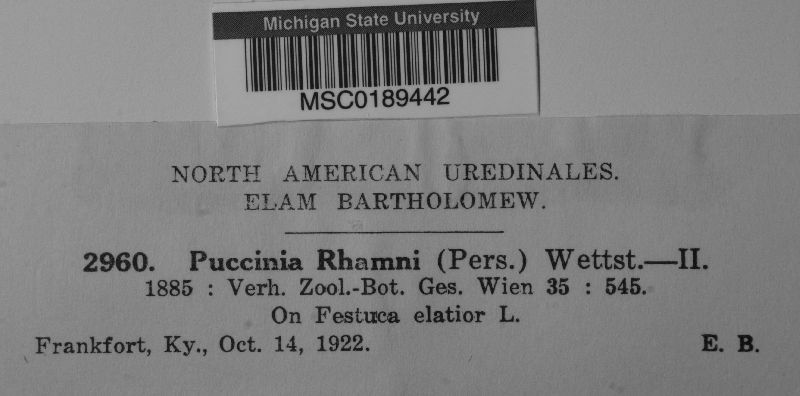 Michigan State University
MSC0189442
NORTH AMERICAN UREDINALES.
ELAM BARTHOLOMEW.
2960. Puccinia Rhamni (Pers.) Wettst.—II.
1885 : Verh. Zool.-Bot. Ges. Wien 35 : 545.
On Festuca elatior L.
Frankfort, Ky., Oct. 14, 1922. E. B.